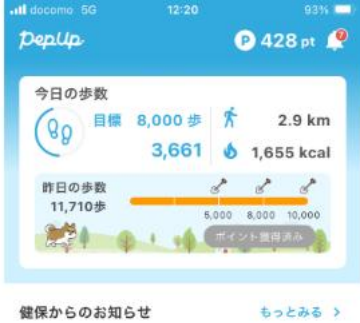 docomo 5G 12:20 93%
PepUp P 428 pt 7
今日の歩数
目標 8,000 歩 2.9 km
3,661 1,655 kcal
昨日の歩数
11,710歩
5,000 8,000 10,000
ポイント獲得済み
健保からのお知らせ もっとみる >